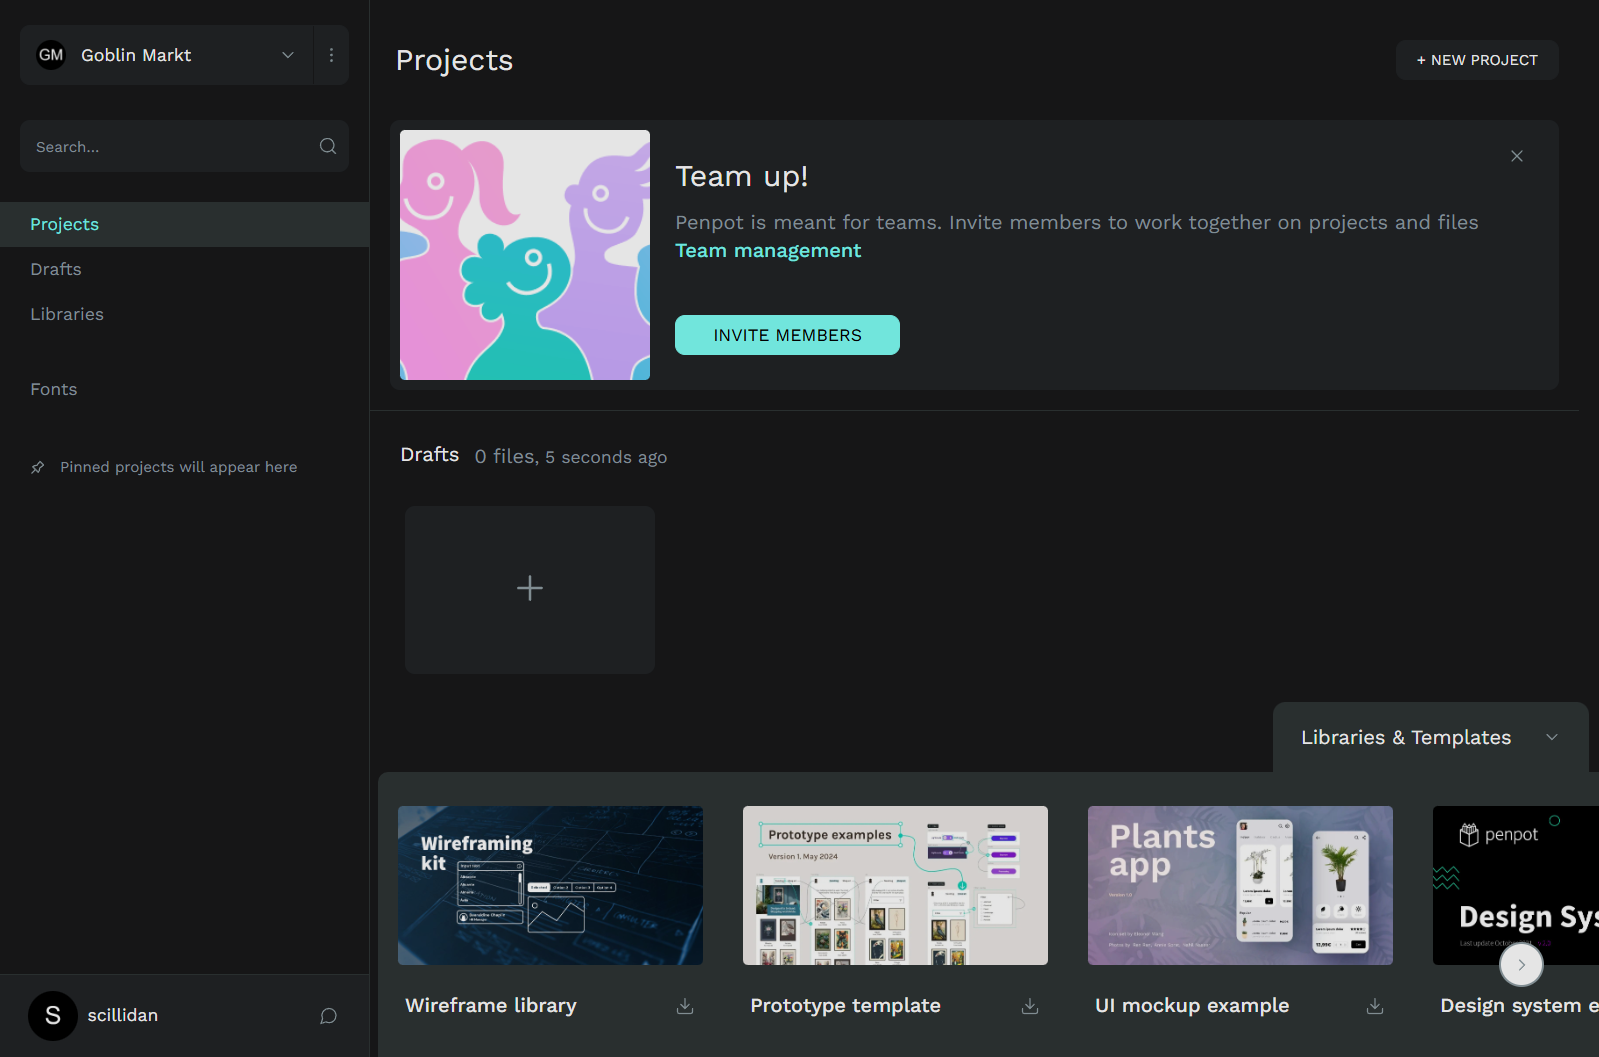 GM Goblin Markt
Search...
Projects
Drafts
Libraries
Fonts
Pinned projects will appear here
S scillidan
Projects
+ NEW PROJECT
Team up!
Penpot is meant for teams. Invite members to work together on projects and files
Team management
INVITE MEMBERS
Drafts 0 files, 5 seconds ago
Libraries & Templates
Wireframing
kit
Wireframe library
Prototype examples
Version 1. May 2024
Prototype template
Plants
app
UI mockup example
penpot
Design Sys
Last update October
Design system e